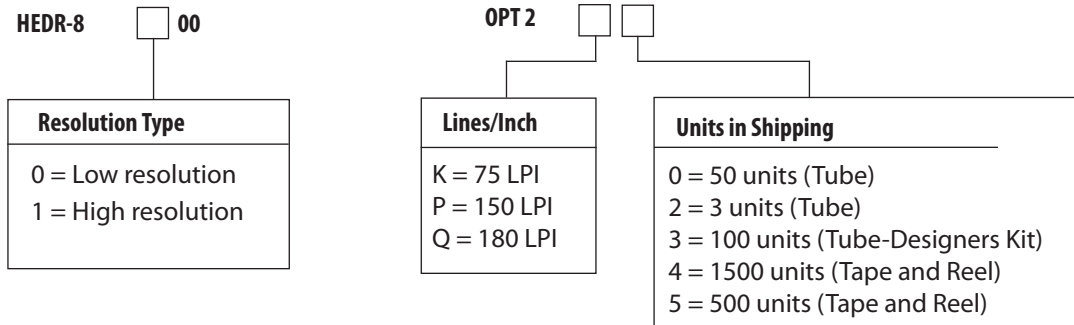 HEDR-8 00
OPT 2
Resolution Type
0 = Low resolution
1 = High resolution
Lines/Inch
K = 75 LPI
P = 150 LPI
Q = 180 LPI
Units in Shipping
0 = 50 units (Tube)
2 = 3 units (Tube)
3 = 100 units (Tube-Designers Kit)
4 = 1500 units (Tape and Reel)
5 = 500 units (Tape and Reel)